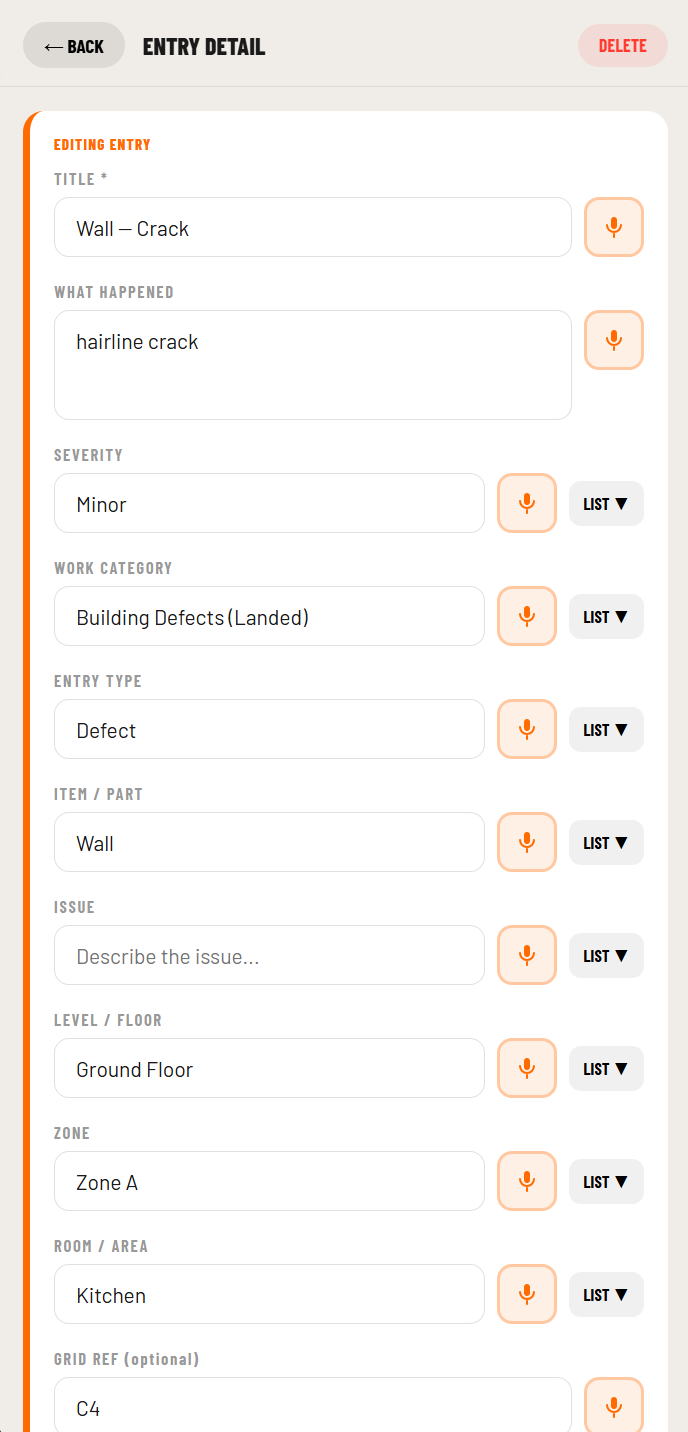 ← BACK ENTRY DETAIL DELETE
EDITING ENTRY
TITLE *
Wall — Crack
WHAT HAPPENED
hairline crack
SEVERITY
Minor LIST ▼
WORK CATEGORY
Building Defects (Landed) LIST ▼
ENTRY TYPE
Defect LIST ▼
ITEM / PART
Wall LIST ▼
ISSUE
Describe the issue... LIST ▼
LEVEL / FLOOR
Ground Floor LIST ▼
ZONE
Zone A LIST ▼
ROOM / AREA
Kitchen LIST ▼
GRID REF (optional)
C4